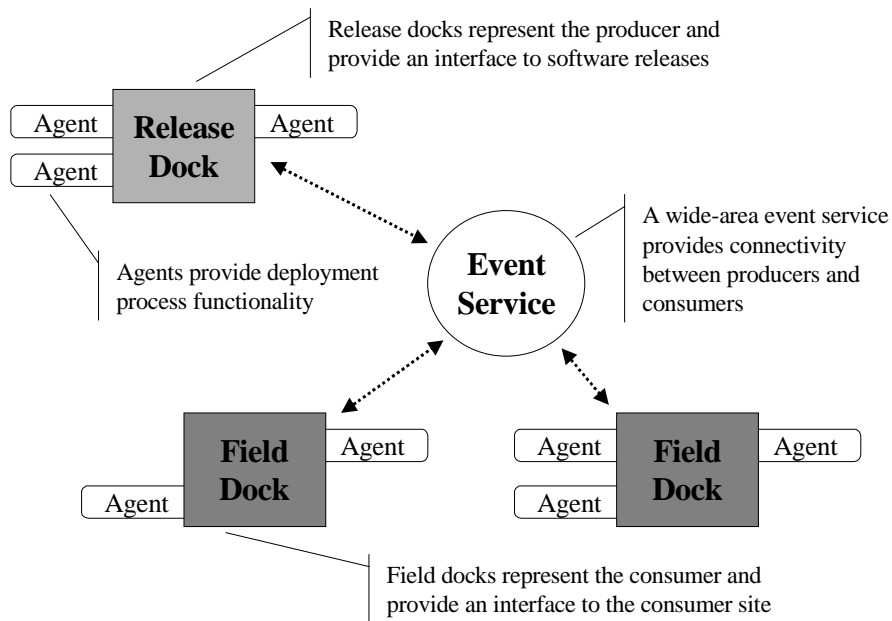 Release docks represent the producer and
provide an interface to software releases
Agent
Release
Dock
Agent
Agent
A wide-area event service
provides connectivity
between producers and
consumers
Event
Service
Agents provide deployment
process functionality
Field
Dock
Agent
Agent
Agent
Field
Dock
Agent
Agent
Field docks represent the consumer and
provide an interface to the consumer site